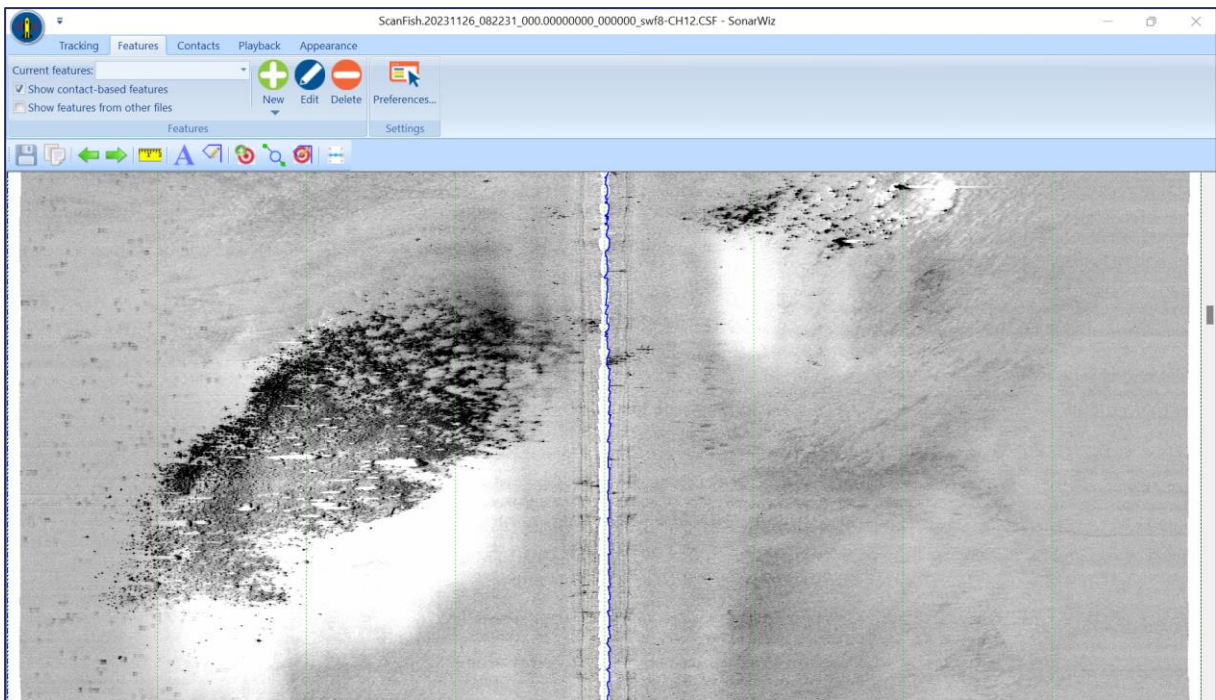 ScanFish.20231126_082231_000.00000000_000000_swf8-CH12.CSF - SonarWiz
Tracking Features Contacts Playback Appearance
Current features:
Show contact-based features
Show features from other files
New Edit Delete Preferences...
Features Settings
A